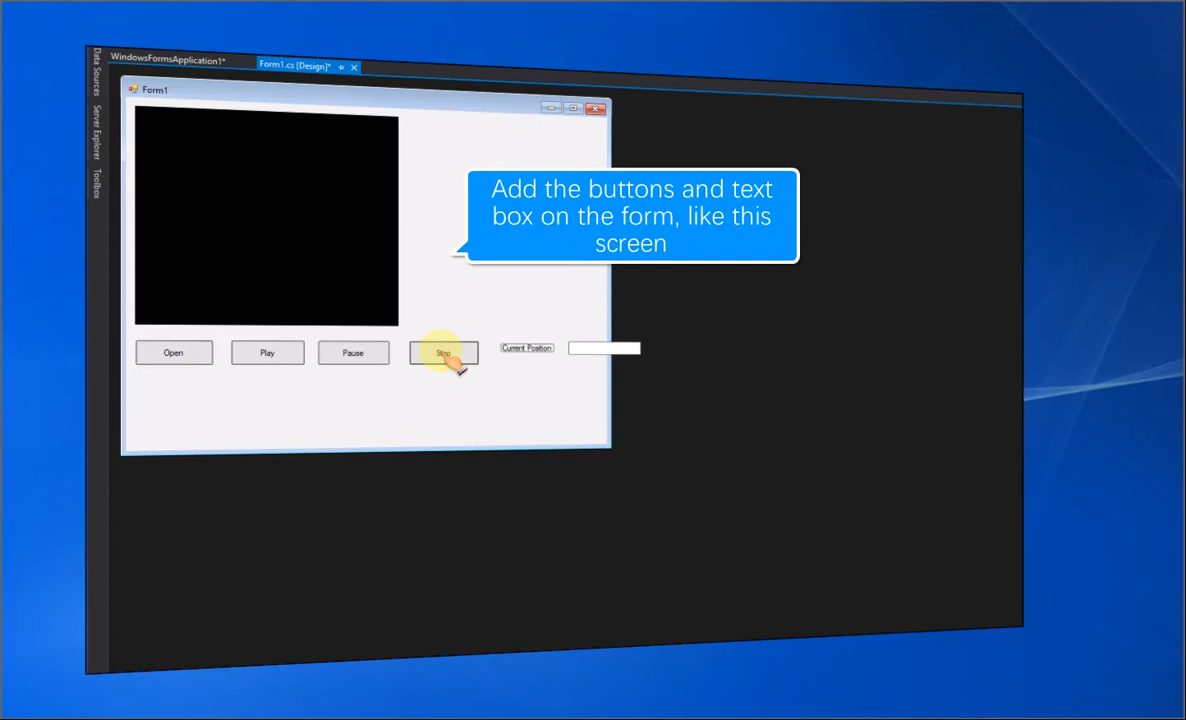 WindowsFormsApplication1*
Form1.cs [Design]*
Data Sources
Server Explorer
Toolbox
Form1
Add the buttons and text
box on the form, like this
screen
Open
Play
Pause
Stop
Current Position